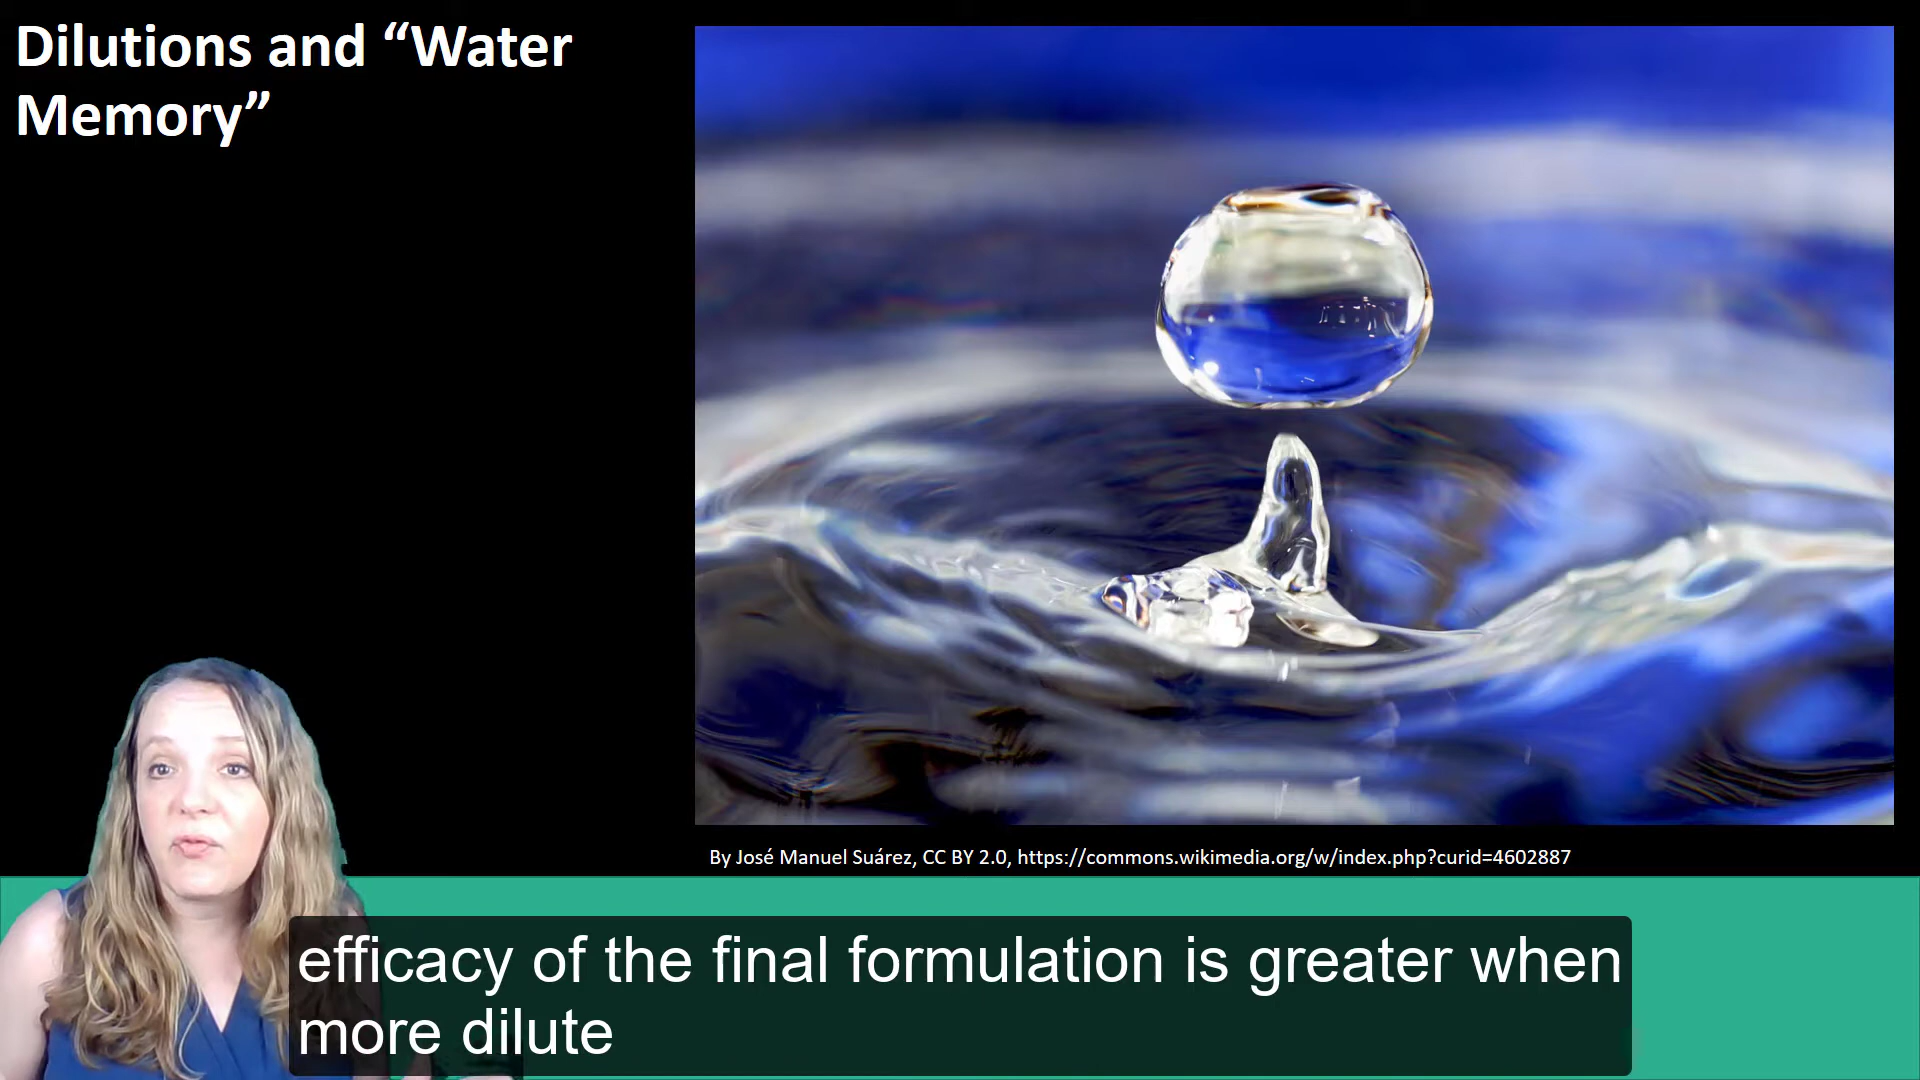 Dilutions and “Water
Memory”
By José Manuel Suárez, CC BY 2.0, https://commons.wikimedia.org/w/index.php?curid=4602887
efficacy of the final formulation is greater when
more dilute